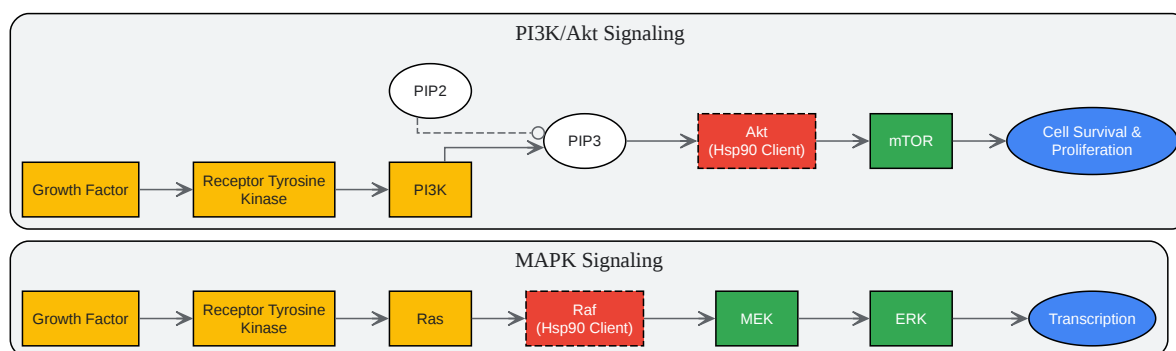 PI3K/Akt Signaling
PIP2
PIP3
Akt
(Hsp90 Client)
mTOR
Cell Survival &
Proliferation
Growth Factor
Receptor Tyrosine
Kinase
PI3K
MAPK Signaling
Growth Factor
Receptor Tyrosine
Kinase
Ras
Raf
(Hsp90 Client)
MEK
ERK
Transcription